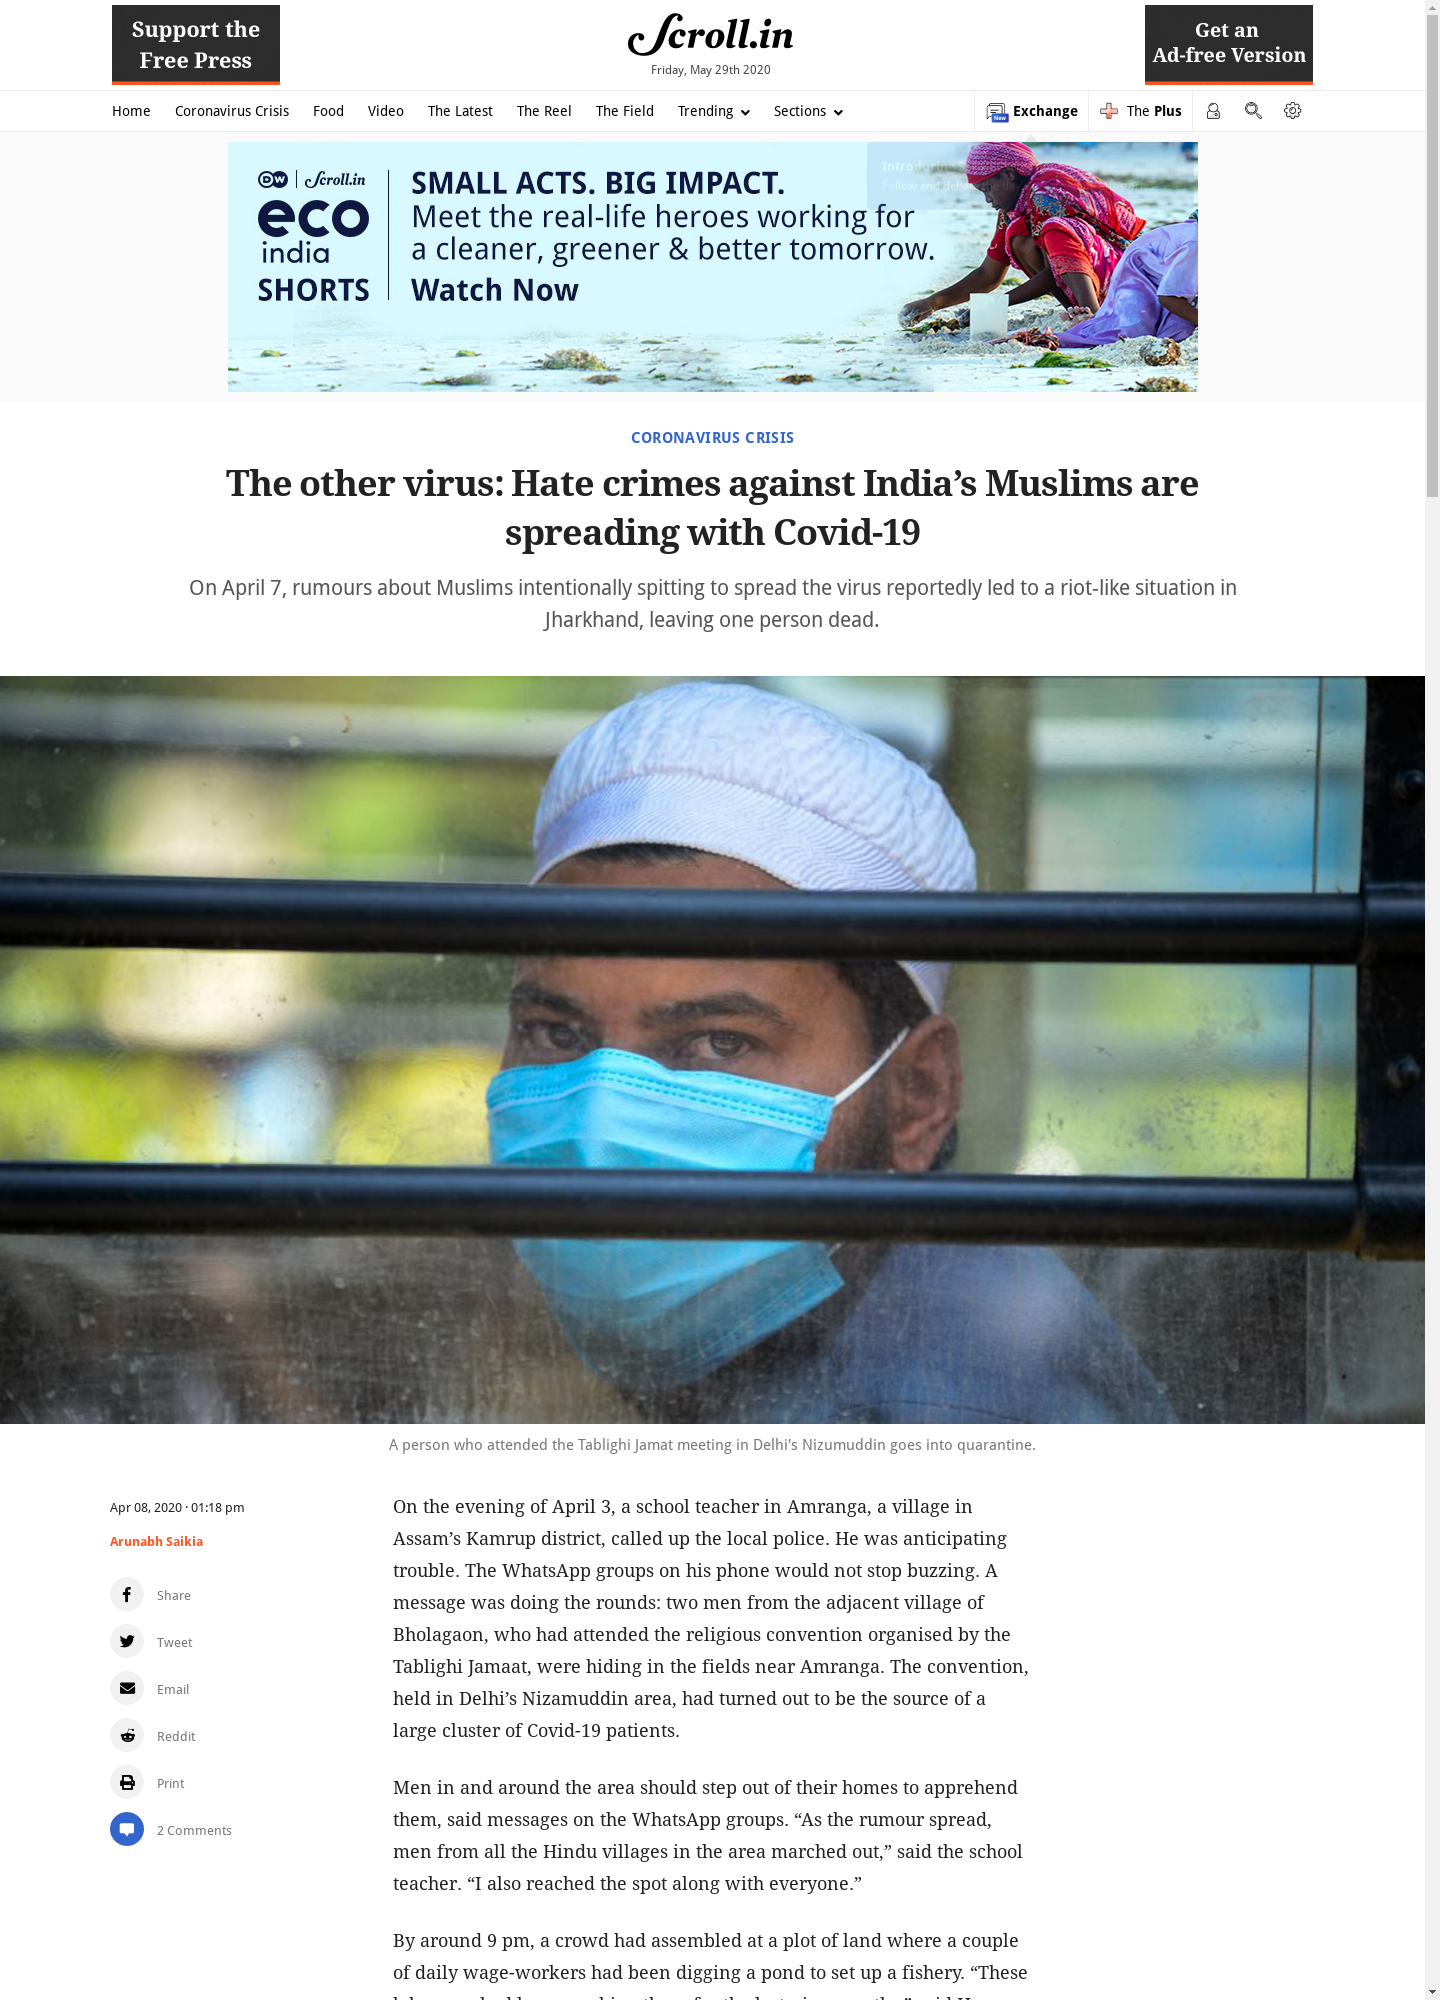 Support the
Free Press
Scroll.in
Friday, May 29th 2020
Get an
Ad-free Version
Home Coronavirus Crisis Food Video The Latest The Reel The Field Trending Sections New Exchange The Plus
DW Scroll.in
eco
india
SHORTS
SMALL ACTS. BIG IMPACT.
Meet the real-life heroes working for
a cleaner, greener & better tomorrow.
Watch Now
CORONAVIRUS CRISIS
The other virus: Hate crimes against India’s Muslims are
spreading with Covid-19
On April 7, rumours about Muslims intentionally spitting to spread the virus reportedly led to a riot-like situation in
Jharkhand, leaving one person dead.
A person who attended the Tablighi Jamat meeting in Delhi's Nizumuddin goes into quarantine.
Apr 08, 2020 · 01:18 pm
Arunabh Saikia
Share
Tweet
Email
Reddit
Print
2 Comments
On the evening of April 3, a school teacher in Amranga, a village in
Assam’s Kamrup district, called up the local police. He was anticipating
trouble. The WhatsApp groups on his phone would not stop buzzing. A
message was doing the rounds: two men from the adjacent village of
Bholagaon, who had attended the religious convention organised by the
Tablighi Jamaat, were hiding in the fields near Amranga. The convention,
held in Delhi’s Nizamuddin area, had turned out to be the source of a
large cluster of Covid-19 patients.
Men in and around the area should step out of their homes to apprehend
them, said messages on the WhatsApp groups. “As the rumour spread,
men from all the Hindu villages in the area marched out,” said the school
teacher. “I also reached the spot along with everyone.”
By around 9 pm, a crowd had assembled at a plot of land where a couple
of daily wage-workers had been digging a pond to set up a fishery. “These